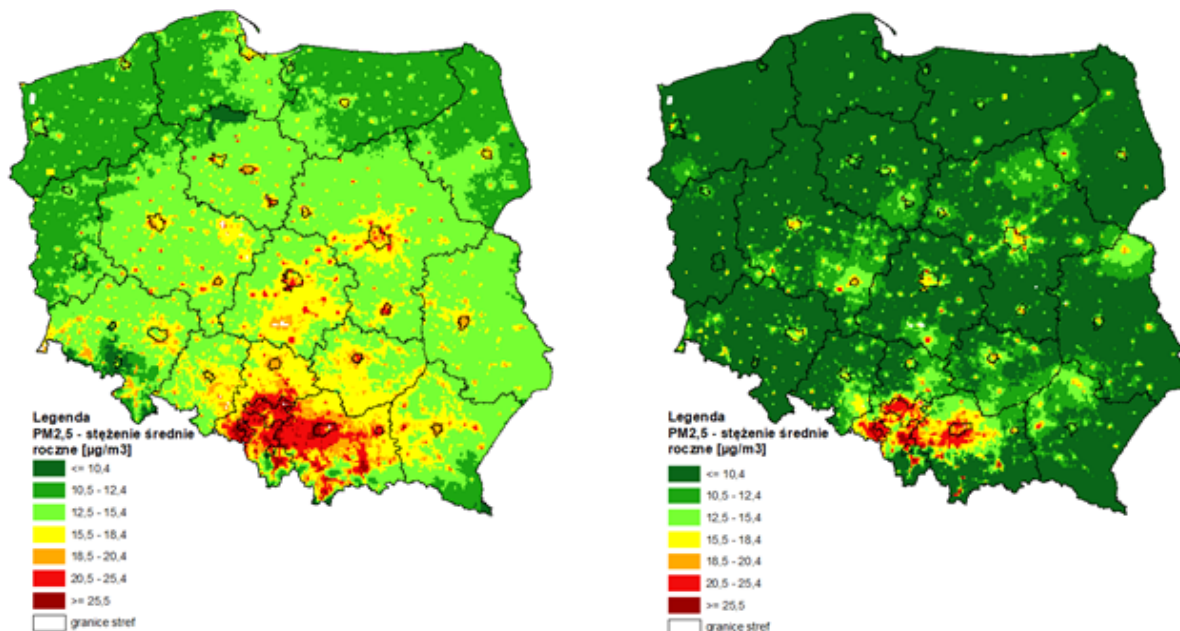 Legenda
PM2,5 - stężenie średnie
roczne [µg/m3]
<= 10,4
10,5 - 12,4
12,5 - 15,4
15,5 - 18,4
18,5 - 20,4
20,5 - 25,4
>= 25,5
granice stref
Legenda
PM2,5 - stężenie średnie
roczne [µg/m3]
<= 10,4
10,5 - 12,4
12,5 - 15,4
15,5 - 18,4
18,5 - 20,4
20,5 - 25,4
>= 25,5
granice stref